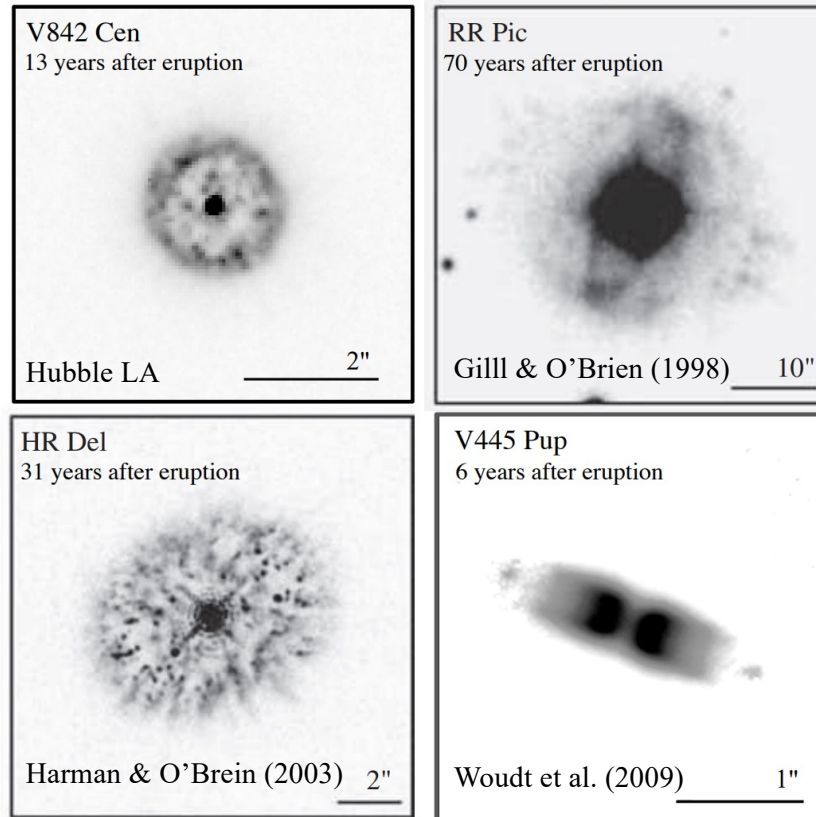 V842 Cen
13 years after eruption
2"
Hubble LA
RR Pic
70 years after eruption
Gilll & O’Brien (1998)
10"
HR Del
31 years after eruption
Harman & O’Brein (2003)
2"
V445 Pup
6 years after eruption
Woudt et al. (2009)
1"